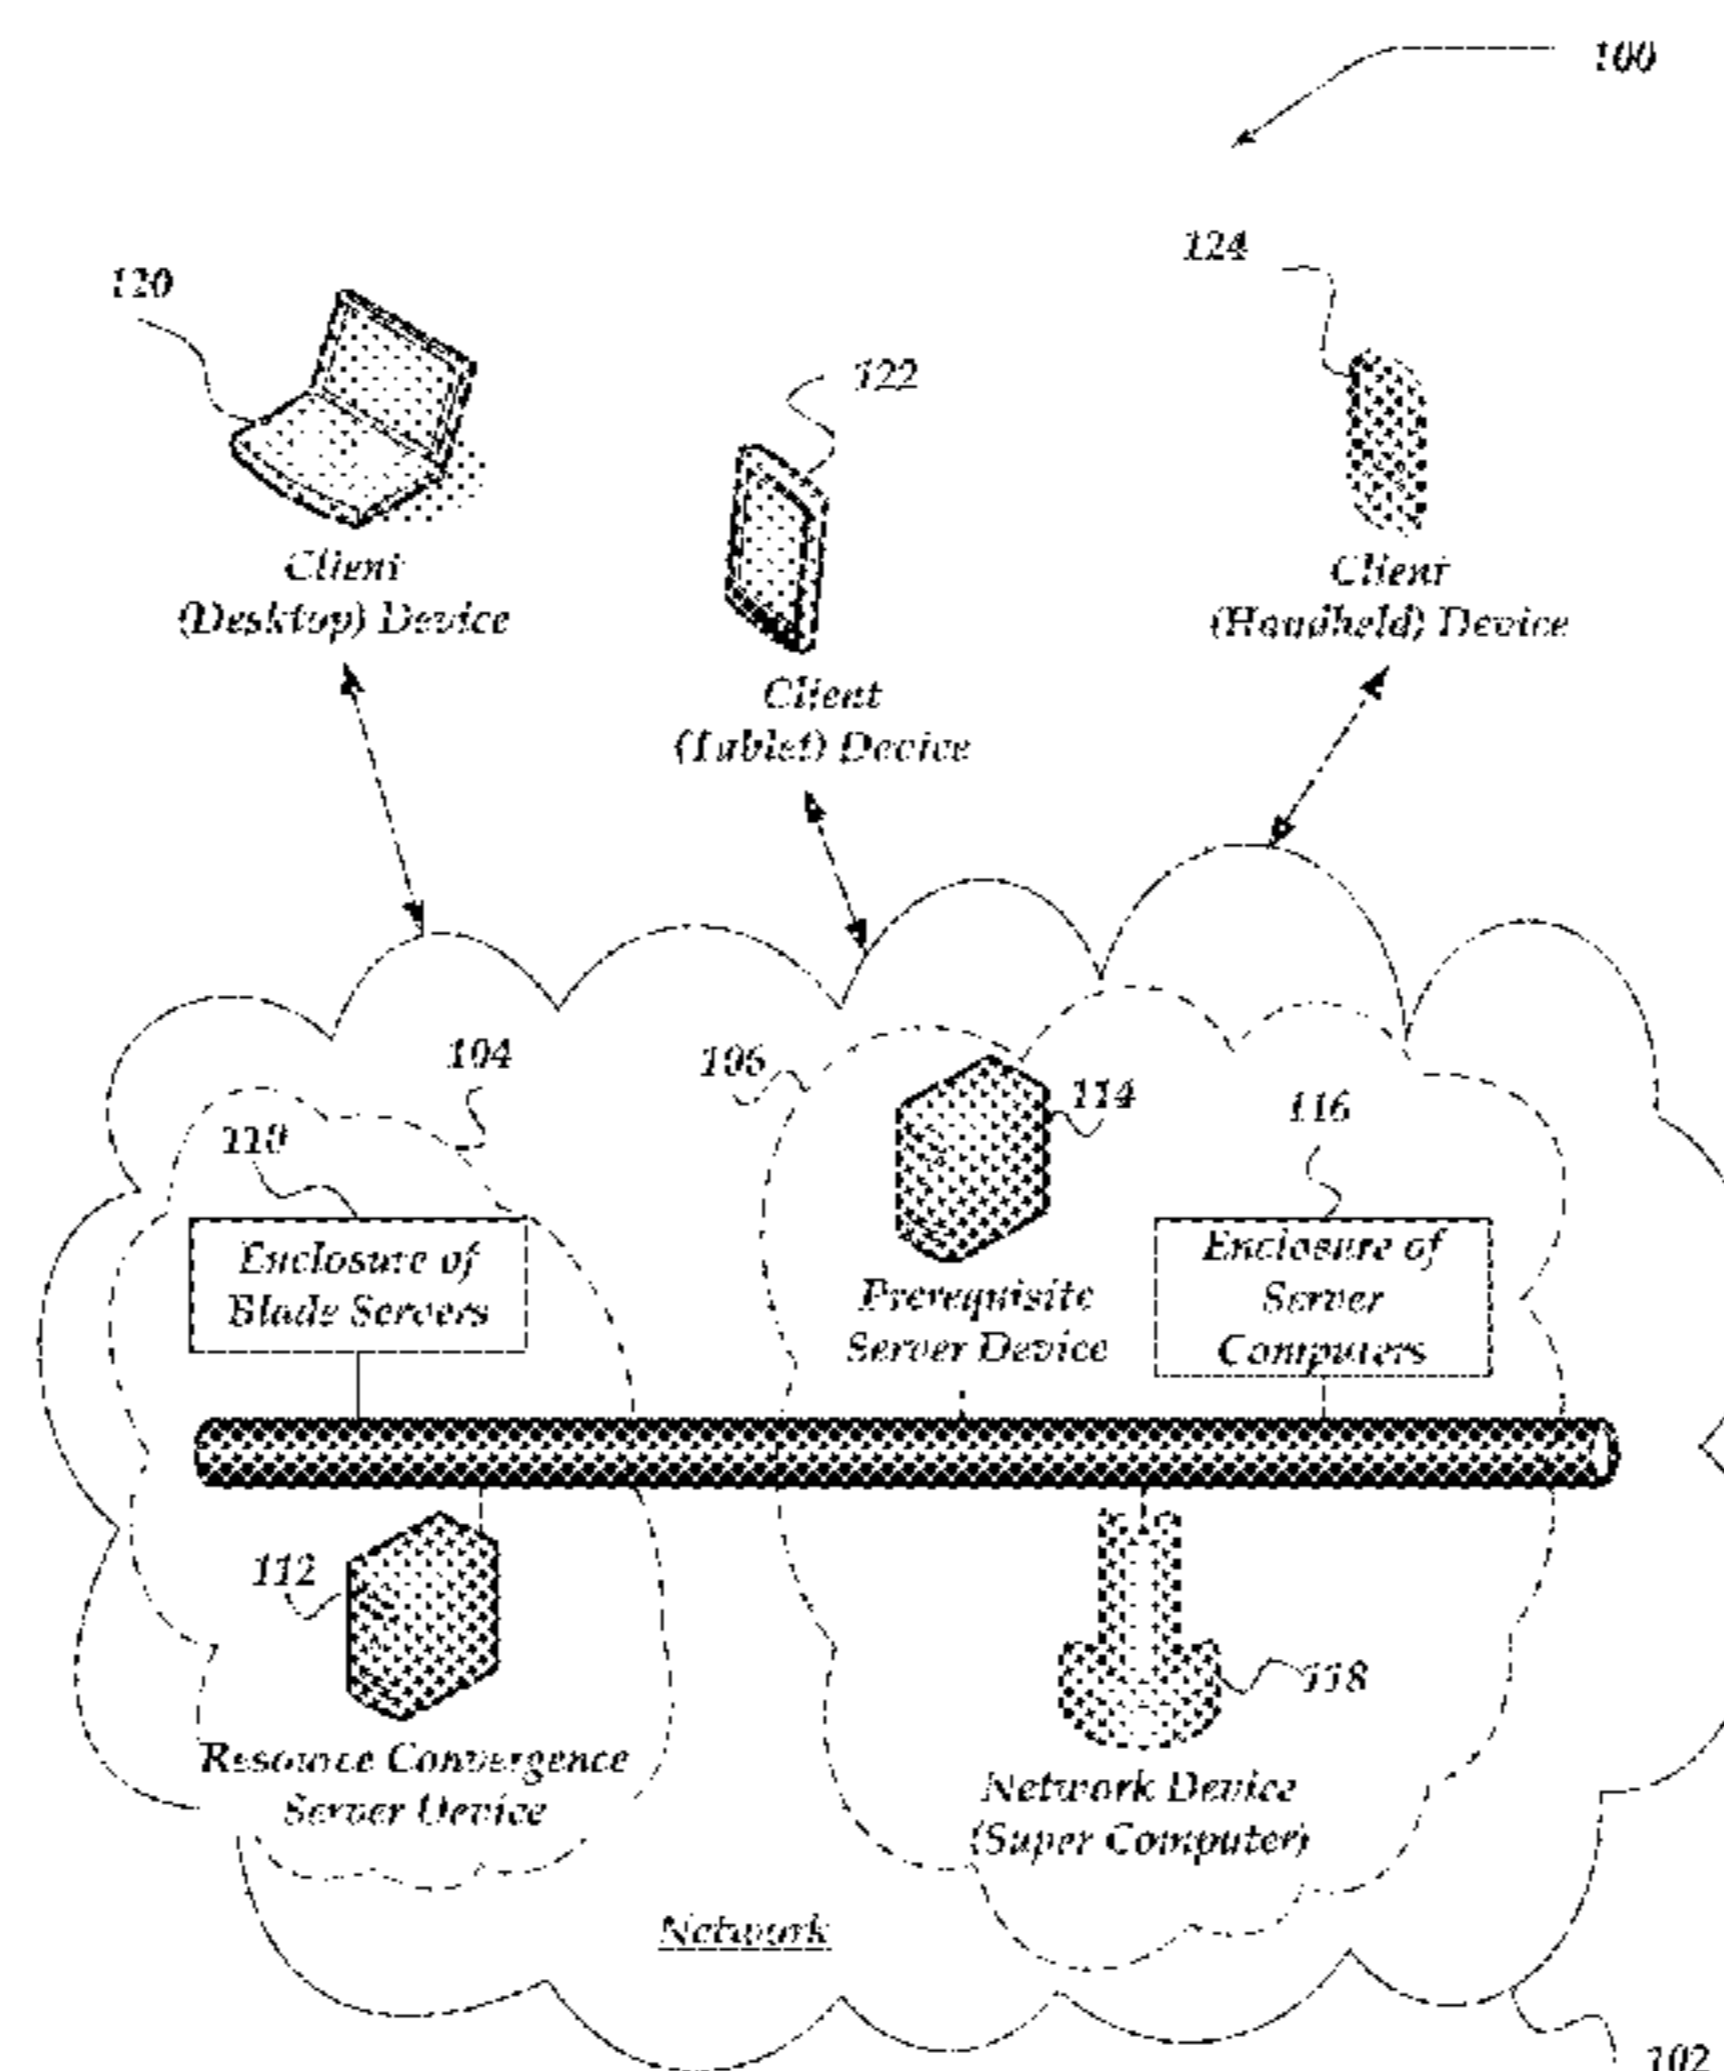 100
124
120
122
Client
(Desktop) Device
Client
(Handheld) Device
Client
(Tablet) Device
104
106
114
116
110
Enclosure of
Blade Servers
Enclosure of
Server
Computers
Prerequisite
Server Device
112
118
Resource Convergence
Server Device
Network Device
(Super Computer)
Network
102